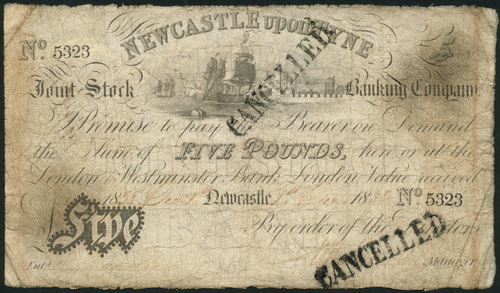 NEWCASTLE upon TYNE
No 5323
CANCELLED
Joint Stock Banking Company
I Promise to pay Bearer on Demand
the Sum of FIVE POUNDS, here or at the
London & Westminster Bank London Value received
18 Newcastle, 18 No 5323
Five
By order of the Directors
CANCELLED
Entd Manager